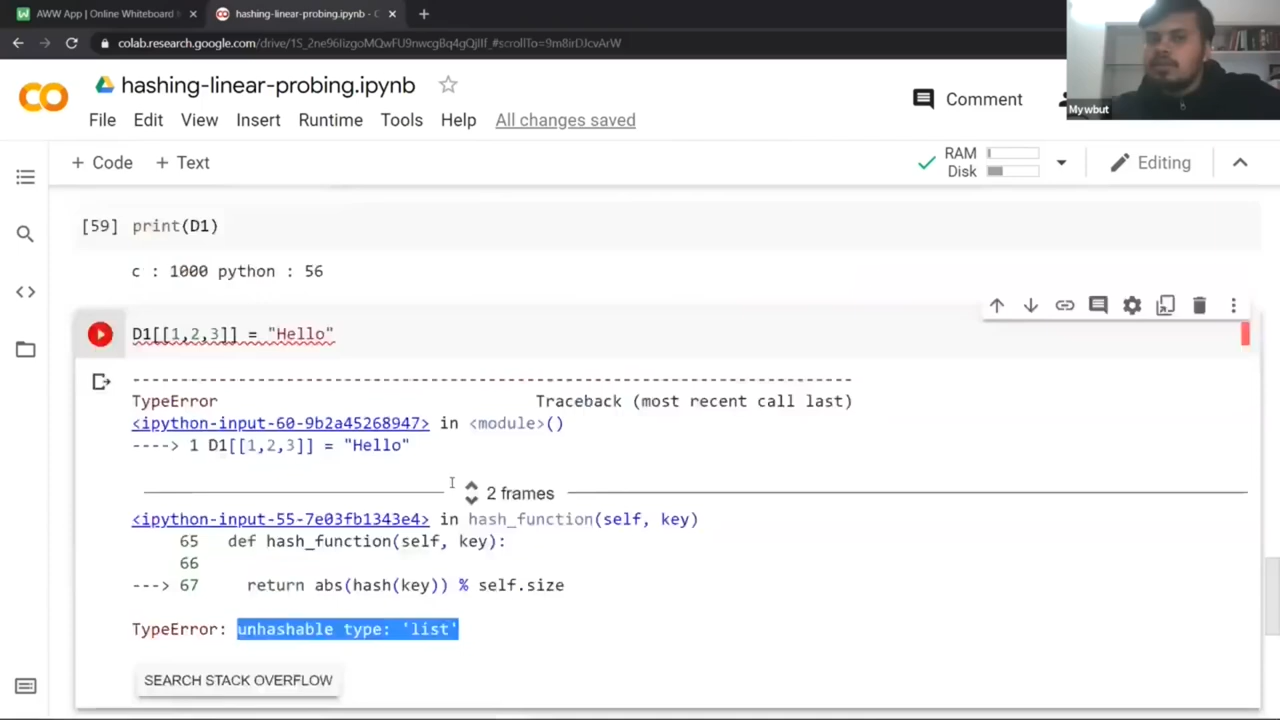 AWW App | Online Whiteboard
hashing-linear-probing.ipynb - C
colab.research.google.com/drive/1S_2ne96IizgoMQwFU9nwcgBq4gQjIIf_#scrollTo=9m8irDJcvArW
hashing-linear-probing.ipynb
Comment
Mywbut
File Edit View Insert Runtime Tools Help All changes saved
+ Code + Text
RAM
Disk
Editing
[59] print(D1)
c : 1000 python : 56
D1[[1,2,3]] = "Hello"
---------------------------------------------------------------------------
TypeError Traceback (most recent call last)
<ipython-input-60-9b2a45268947> in <module>()
----> 1 D1[[1,2,3]] = "Hello"
2 frames
<ipython-input-55-7e03fb1343e4> in hash_function(self, key)
65 def hash_function(self, key):
66
---> 67 return abs(hash(key)) % self.size
TypeError: unhashable type: 'list'
SEARCH STACK OVERFLOW